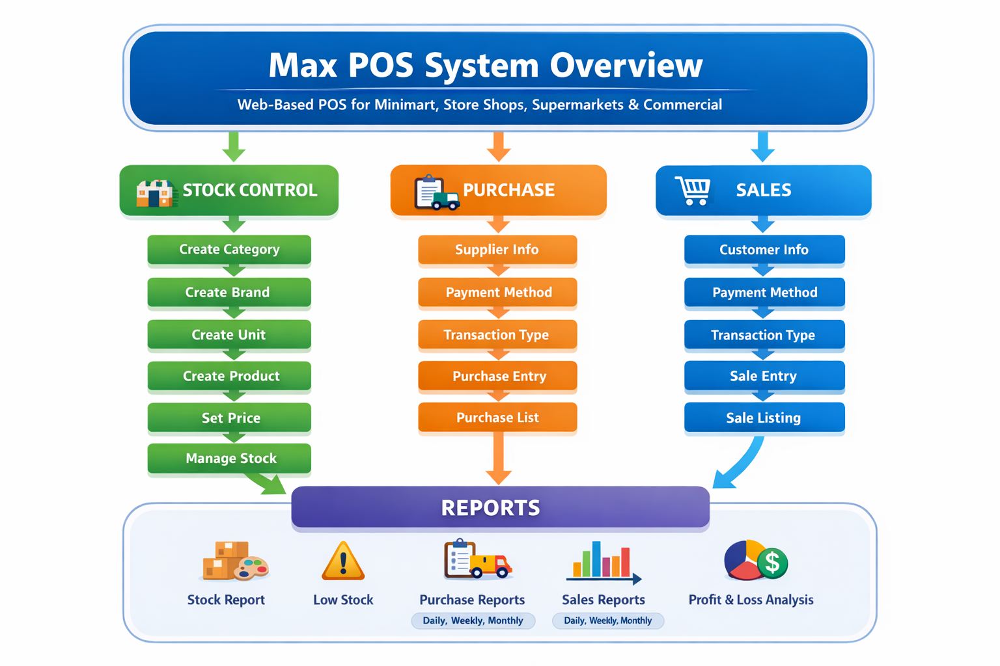 Max POS System Overview
Web-Based POS for Minimart, Store Shops, Supermarkets & Commercial
STOCK CONTROL
Create Category
Create Brand
Create Unit
Create Product
Set Price
Manage Stock
PURCHASE
Supplier Info
Payment Method
Transaction Type
Purchase Entry
Purchase List
SALES
Customer Info
Payment Method
Transaction Type
Sale Entry
Sale Listing
REPORTS
Stock Report
Low Stock
Purchase Reports
Daily, Weekly, Monthly
Sales Reports
Daily, Weekly, Monthly
$
Profit & Loss Analysis